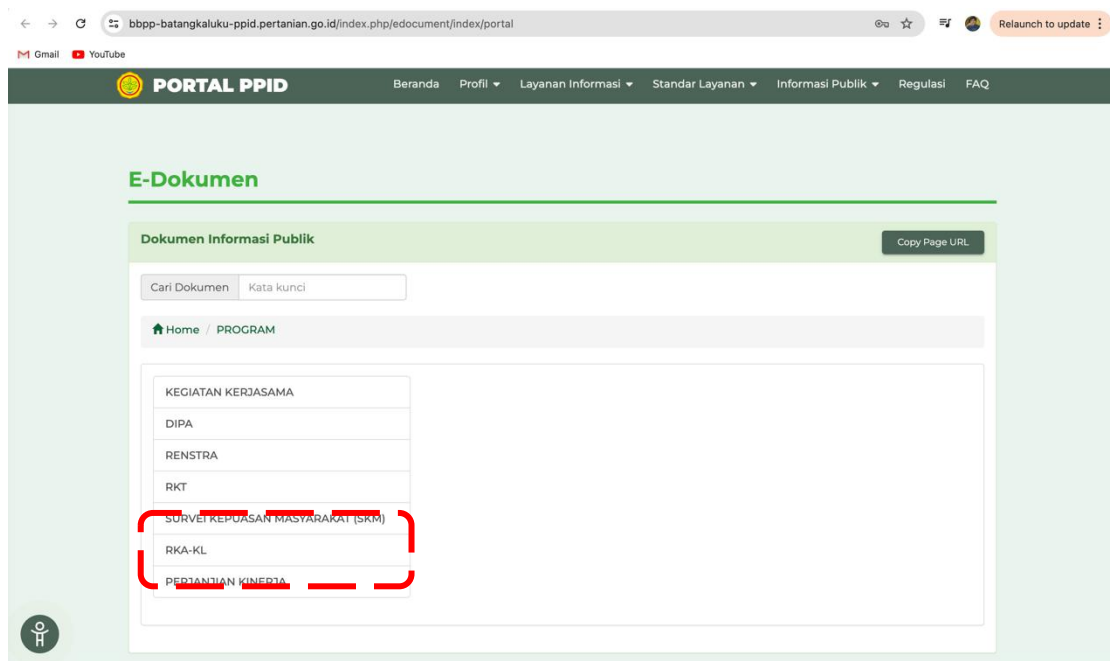 bbpp-batangkaluku-ppid.pertanian.go.id/index.php/edocument/index/portal
Relaunch to update
Gmail YouTube
PORTAL PPID Beranda Profil Layanan Informasi Standar Layanan Informasi Publik Regulasi FAQ
E-Dokumen
Dokumen Informasi Publik Copy Page URL
Cari Dokumen Kata kunci
Home / PROGRAM
KEGIATAN KERJASAMA
DIPA
RENSTRA
RKT
SURVEI KEPUASAN MASYARAKAT (SKM)
RKA-KL
PERJANJIAN KINERJA